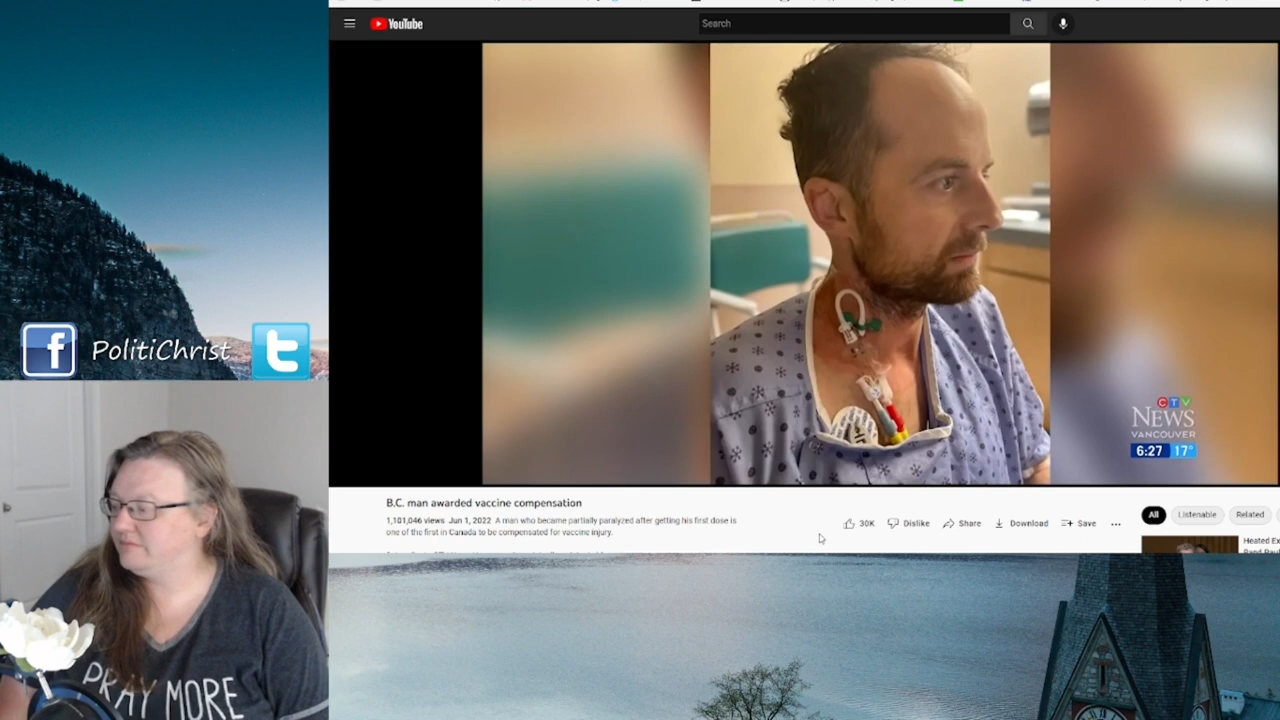 YouTube
Search
CTV
NEWS
VANCOUVER
6:27 17°
f PolitiChrist t
B.C. man awarded vaccine compensation
1,101,046 views Jun 1, 2022 A man who became partially paralyzed after getting his first dose is
one of the first in Canada to be compensated for vaccine injury.
30K Dislike Share Download Save ...
All Listenable Related
Heated Ex
PRAY MORE